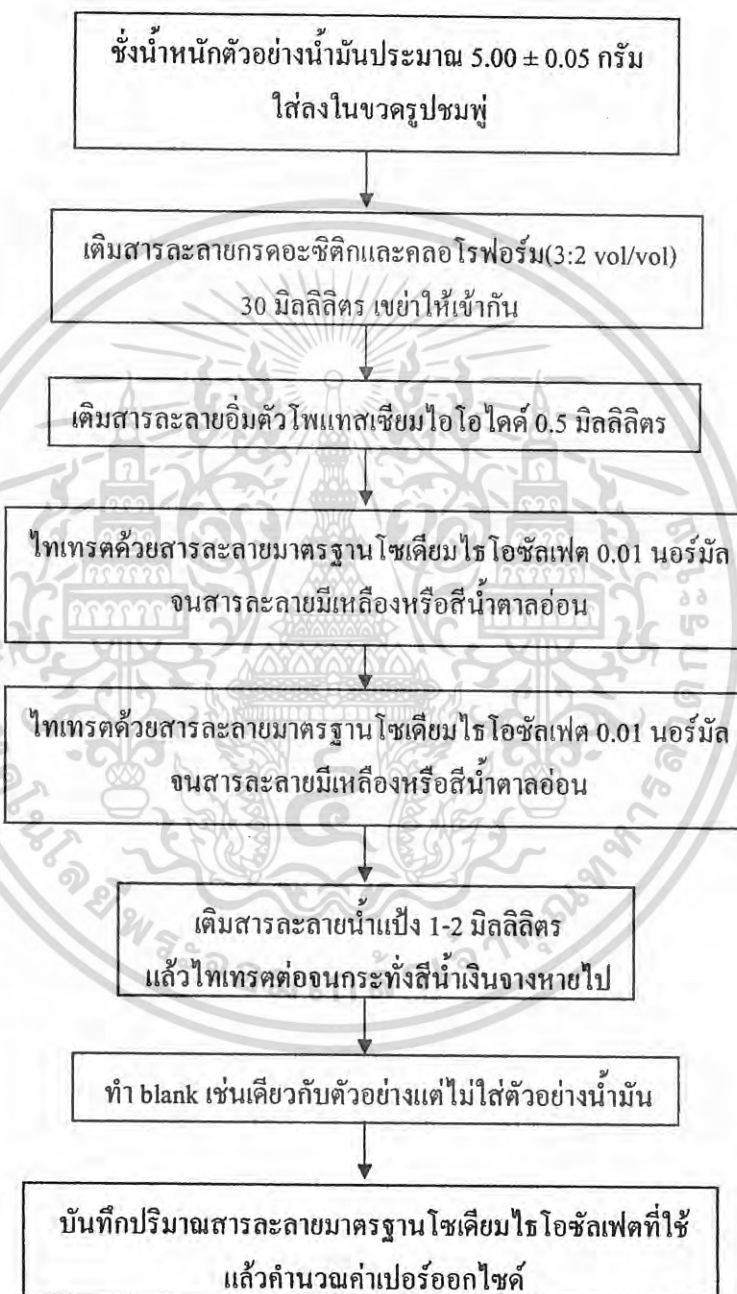 ชั่งน้ำหนักตัวอย่างน้ำมันประมาณ 5.00 ± 0.05 กรัม
ใส่ลงในขวดรูปชมพู่
เติมสารละลายกรดอะซิติกและคลอโรฟอร์ม(3:2 vol/vol)
30 มิลลิลิตร เขย่าให้เข้ากัน
เติมสารละลายอิ่มตัวโพแทสเซียมไอโอไดด์ 0.5 มิลลิลิตร
ไทเทรตด้วยสารละลายมาตรฐานโซเดียมไธโอซัลเฟต 0.01 นอร์มัล
จนสารละลายมีเหลืองหรือสีน้ำตาลอ่อน
ไทเทรตด้วยสารละลายมาตรฐานโซเดียมไธโอซัลเฟต 0.01 นอร์มัล
จนสารละลายมีเหลืองหรือสีน้ำตาลอ่อน
เติมสารละลายน้ำแป้ง 1-2 มิลลิลิตร
แล้วไทเทรตต่อจนกระทั่งสีน้ำเงินจางหายไป
ทำ blank เช่นเดียวกับตัวอย่างแต่ไม่ใส่ตัวอย่างน้ำมัน
บันทึกปริมาณสารละลายมาตรฐานโซเดียมไธโอซัลเฟตที่ใช้
แล้วคำนวณค่าเปอร์ออกไซด์